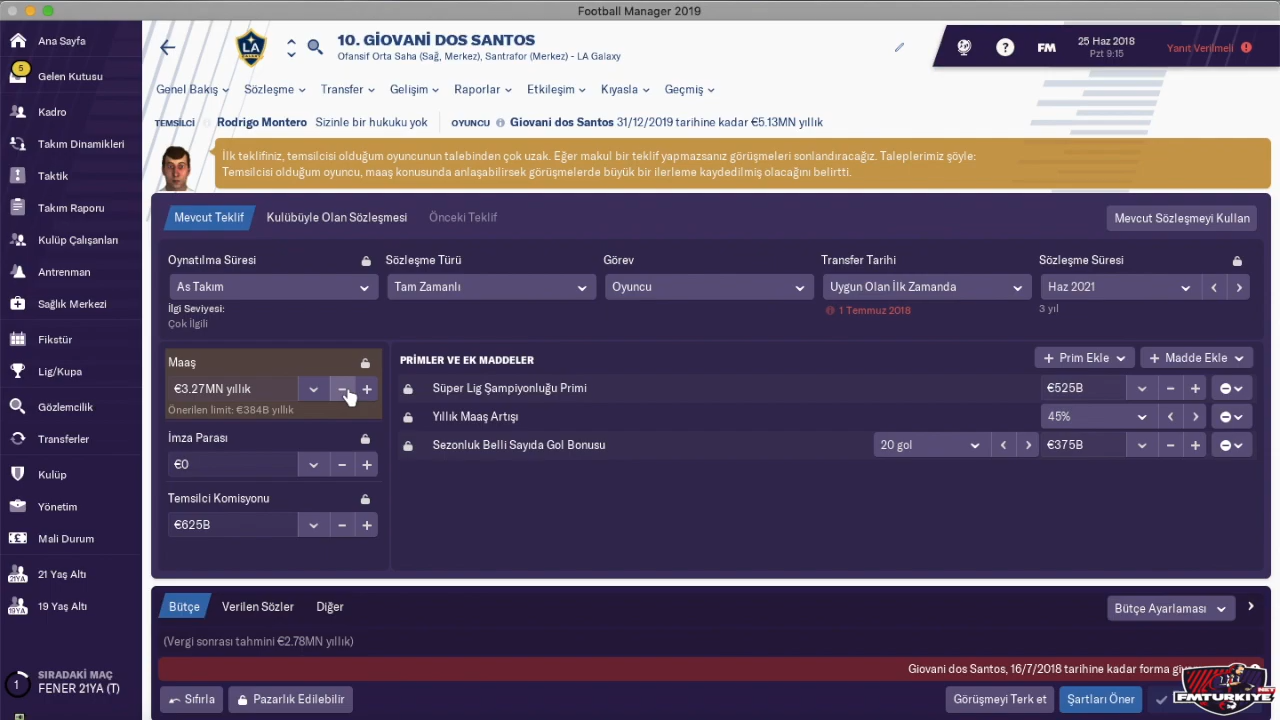 Football Manager 2019
Ana Sayfa
5
Gelen Kutusu
Kadro
Takım Dinamikleri
Taktik
Takım Raporu
Kulüp Çalışanları
Antrenman
Sağlık Merkezi
Fikstür
Lig/Kupa
Gözlemcilik
Transferler
Kulüp
Yönetim
Mali Durum
21YA
21 Yaş Altı
19YA
19 Yaş Altı
1
SIRADAKİ MAÇ
FENER 21YA (T)
LA
10. GİOVANİ DOS SANTOS
Ofansif Orta Saha (Sağ, Merkez), Santrafor (Merkez) - LA Galaxy
?
FM
25 Haz 2018
Pzt 9:15
Yanıt Verilmeli
Genel Bakış
Sözleşme
Transfer
Gelişim
Raporlar
Etkileşim
Kıyasla
Geçmiş
TEMSİLCİ
Rodrigo Montero
Sizinle bir hukuku yok
OYUNCU
Giovani dos Santos 31/12/2019 tarihine kadar €5.13MN yıllık
İlk teklifiniz, temsilcisi olduğum oyuncunun talebinden çok uzak. Eğer makul bir teklif yapmazsanız görüşmeleri sonlandıracağız. Taleplerimiz şöyle:
Temsilcisi olduğum oyuncu, maaş konusunda anlaşabilirsek görüşmelerde büyük bir ilerleme kaydedilmiş olacağını belirtti.
Mevcut Teklif
Kulübüyle Olan Sözleşmesi
Önceki Teklif
Mevcut Sözleşmeyi Kullan
Oynatılma Süresi
Sözleşme Türü
Görev
Transfer Tarihi
Sözleşme Süresi
As Takım
Tam Zamanlı
Oyuncu
Uygun Olan İlk Zamanda
Haz 2021
İlgi Seviyesi:
Çok İlgili
1 Temmuz 2018
3 yıl
Maaş
€3.27MN yıllık
Önerilen limit: €384B yıllık
İmza Parası
€0
Temsilci Komisyonu
€625B
PRİMLER VE EK MADDELER
Prim Ekle
Madde Ekle
Süper Lig Şampiyonluğu Primi
€525B
Yıllık Maaş Artışı
45%
Sezonluk Belli Sayıda Gol Bonusu
20 gol
€375B
Bütçe
Verilen Sözler
Diğer
Bütçe Ayarlaması
(Vergi sonrası tahmini €2.78MN yıllık)
Giovani dos Santos, 16/7/2018 tarihine kadar forma
Sıfırla
Pazarlık Edilebilir
Görüşmeyi Terk et
Şartları Öner
FMTURKIYE.NET